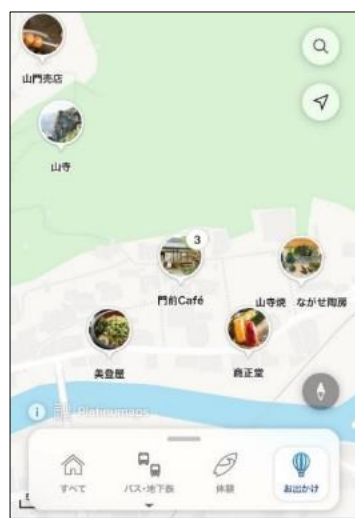 山門売店
山寺
3
門前Café
山寺焼 ながせ陶房
美登屋
商正堂
Platinumaps
すべて
バス・地下鉄
体験
お出かけ